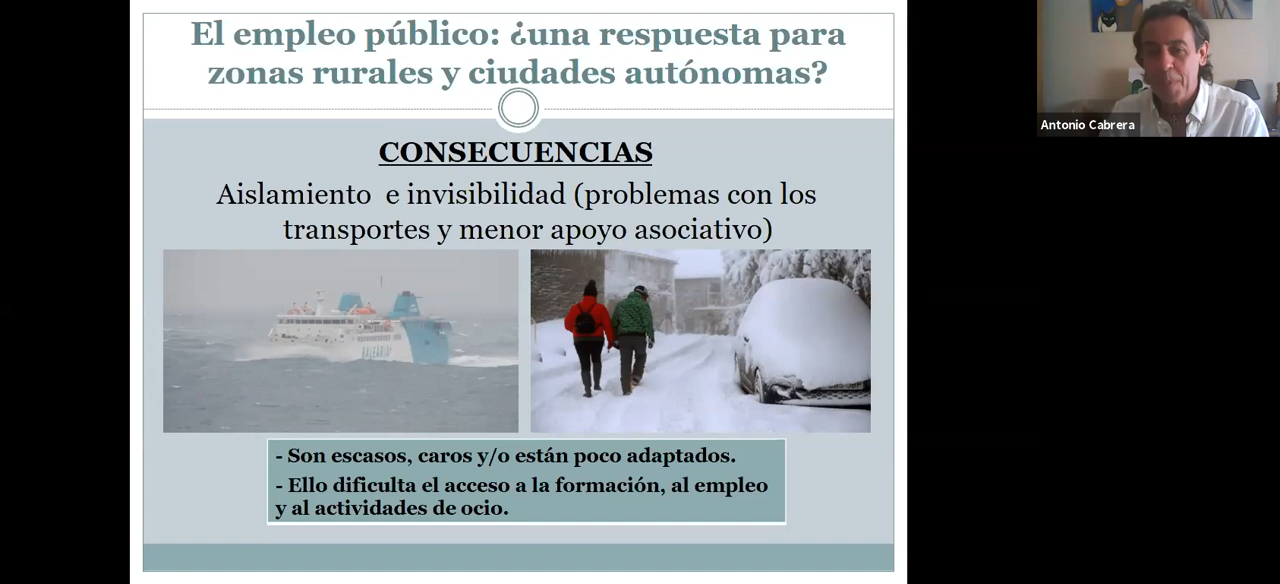 El empleo público: ¿una respuesta para
zonas rurales y ciudades autónomas?
Antonio Cabrera
CONSECUENCIAS
Aislamiento e invisibilidad (problemas con los
transportes y menor apoyo asociativo)
BALEÀRIA
- Son escasos, caros y/o están poco adaptados.
- Ello dificulta el acceso a la formación, al empleo
y al actividades de ocio.